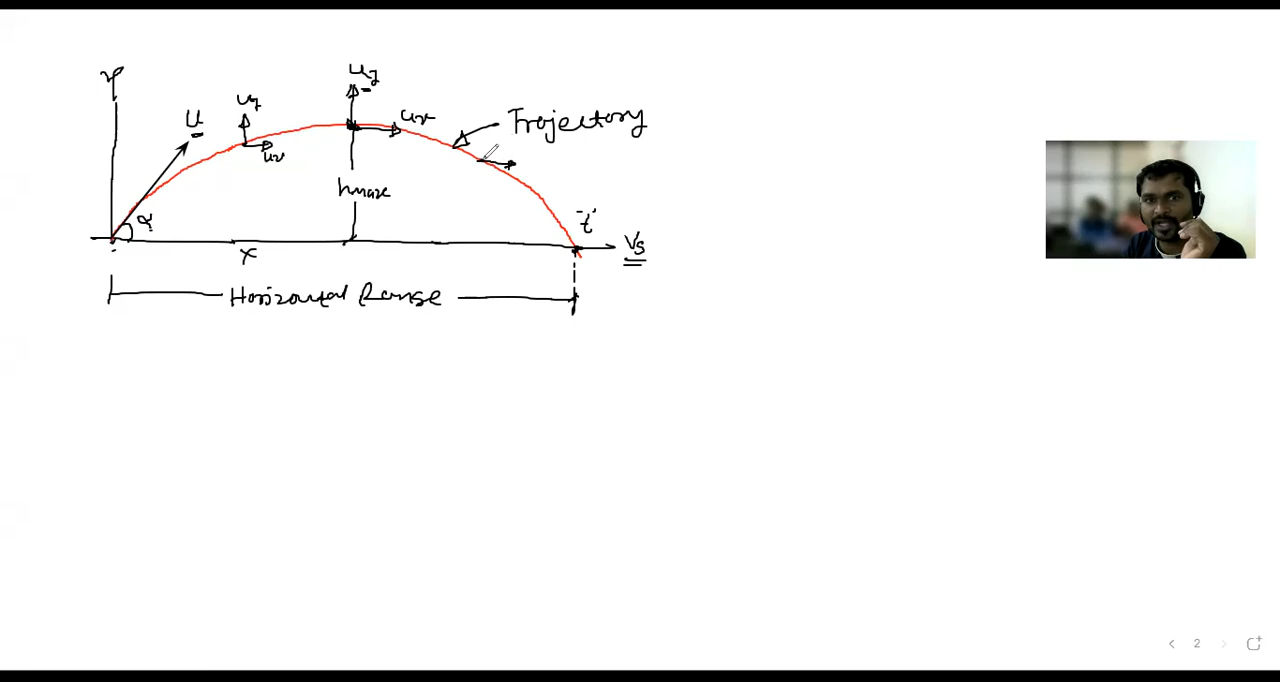 y
u
uy
ux
uy
ux
Trajectory
hmax
α
't'
x
Vs
Horizontal Range
2